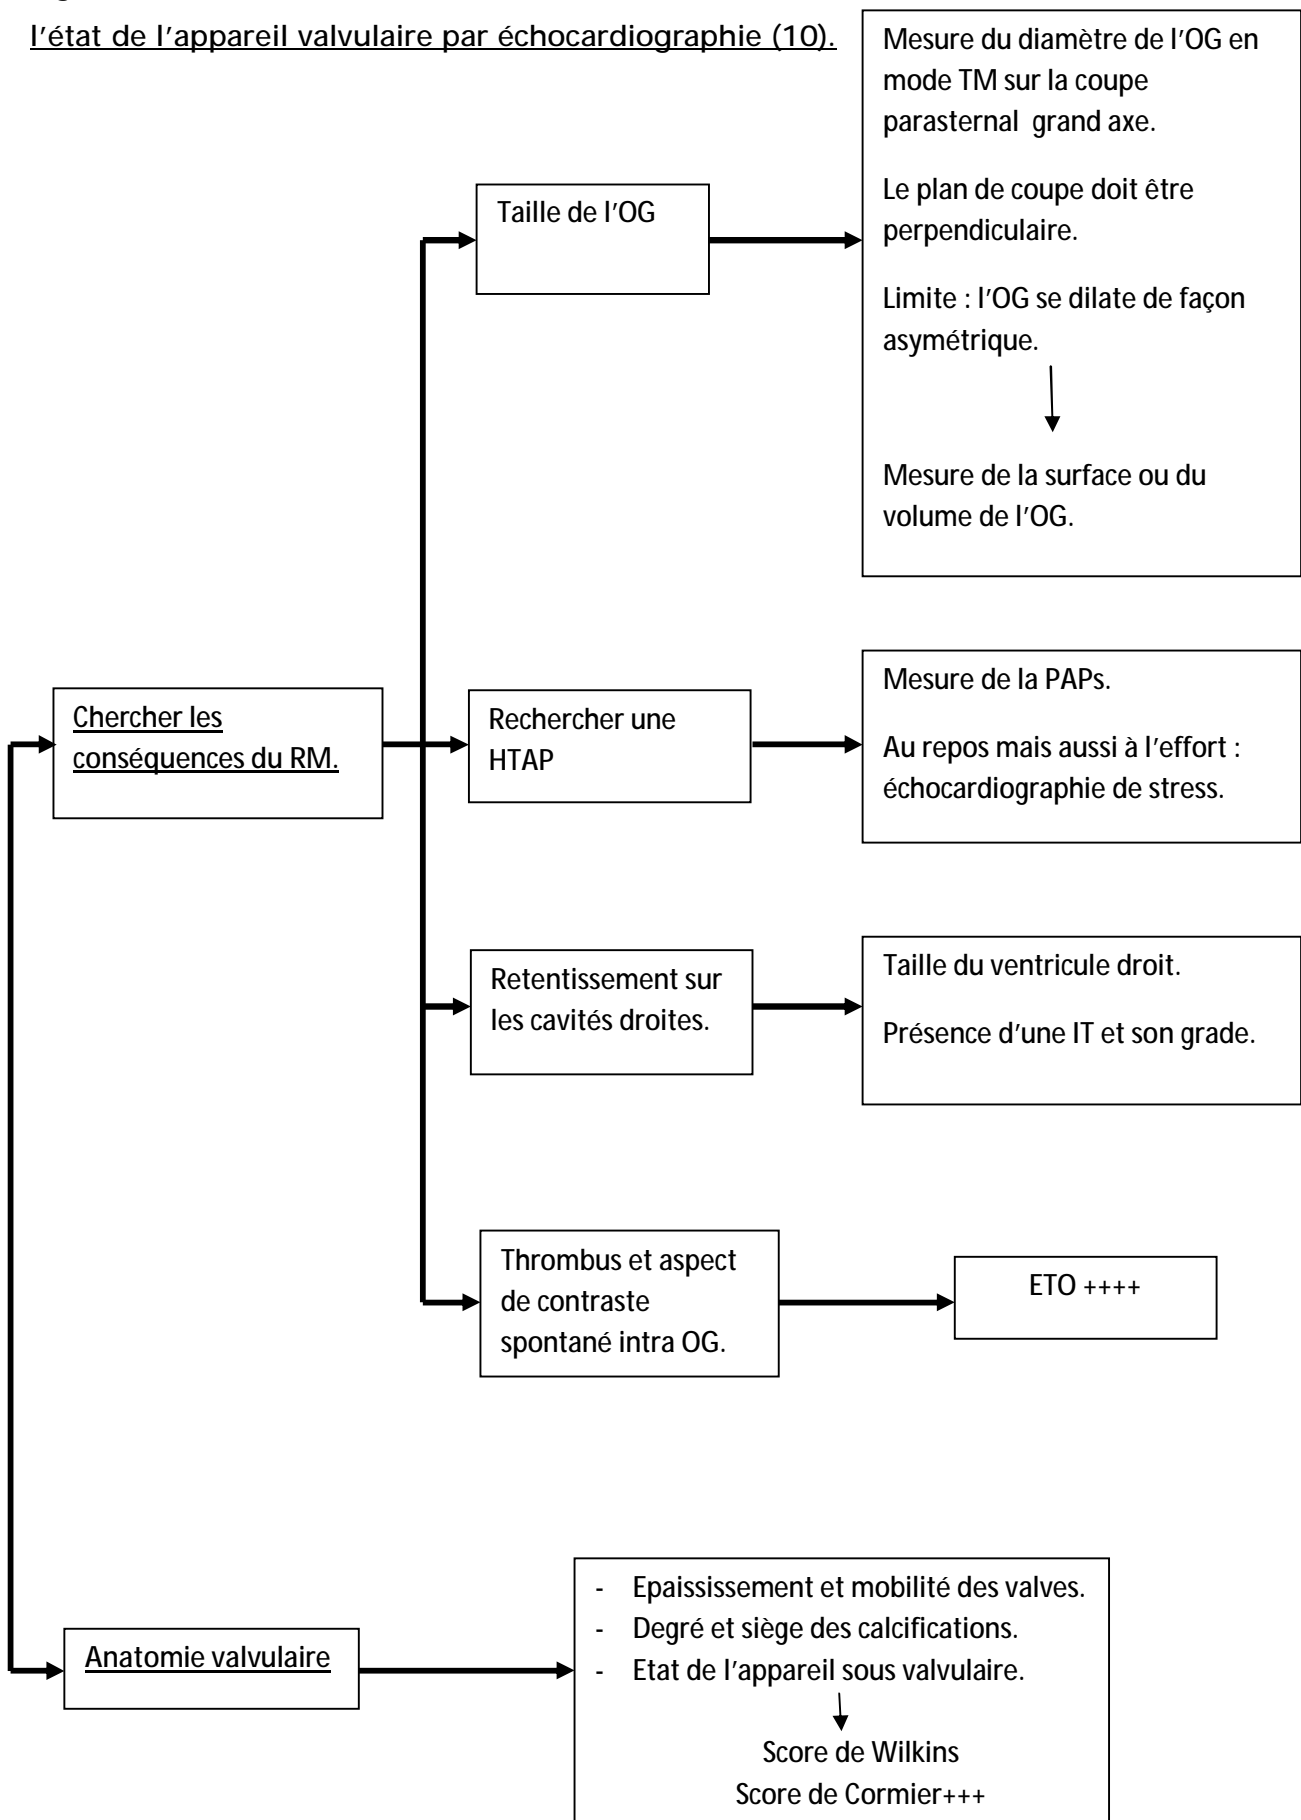 l'état de l'appareil valvulaire par échocardiographie (10).
Mesure du diamètre de l'OG en
mode TM sur la coupe
parasternal grand axe.
Le plan de coupe doit être
perpendiculaire.
Limite : l'OG se dilate de façon
asymétrique.
Mesure de la surface ou du
volume de l'OG.
Taille de l'OG
Chercher les
conséquences du RM.
Rechercher une
HTAP
Mesure de la PAPs.
Au repos mais aussi à l'effort :
échocardiographie de stress.
Retentissement sur
les cavités droites.
Taille du ventricule droit.
Présence d'une IT et son grade.
Thrombus et aspect
de contraste
spontané intra OG.
ETO ++++
Anatomie valvulaire
- Epaississement et mobilité des valves.
- Degré et siège des calcifications.
- Etat de l'appareil sous valvulaire.
Score de Wilkins
Score de Cormier+++